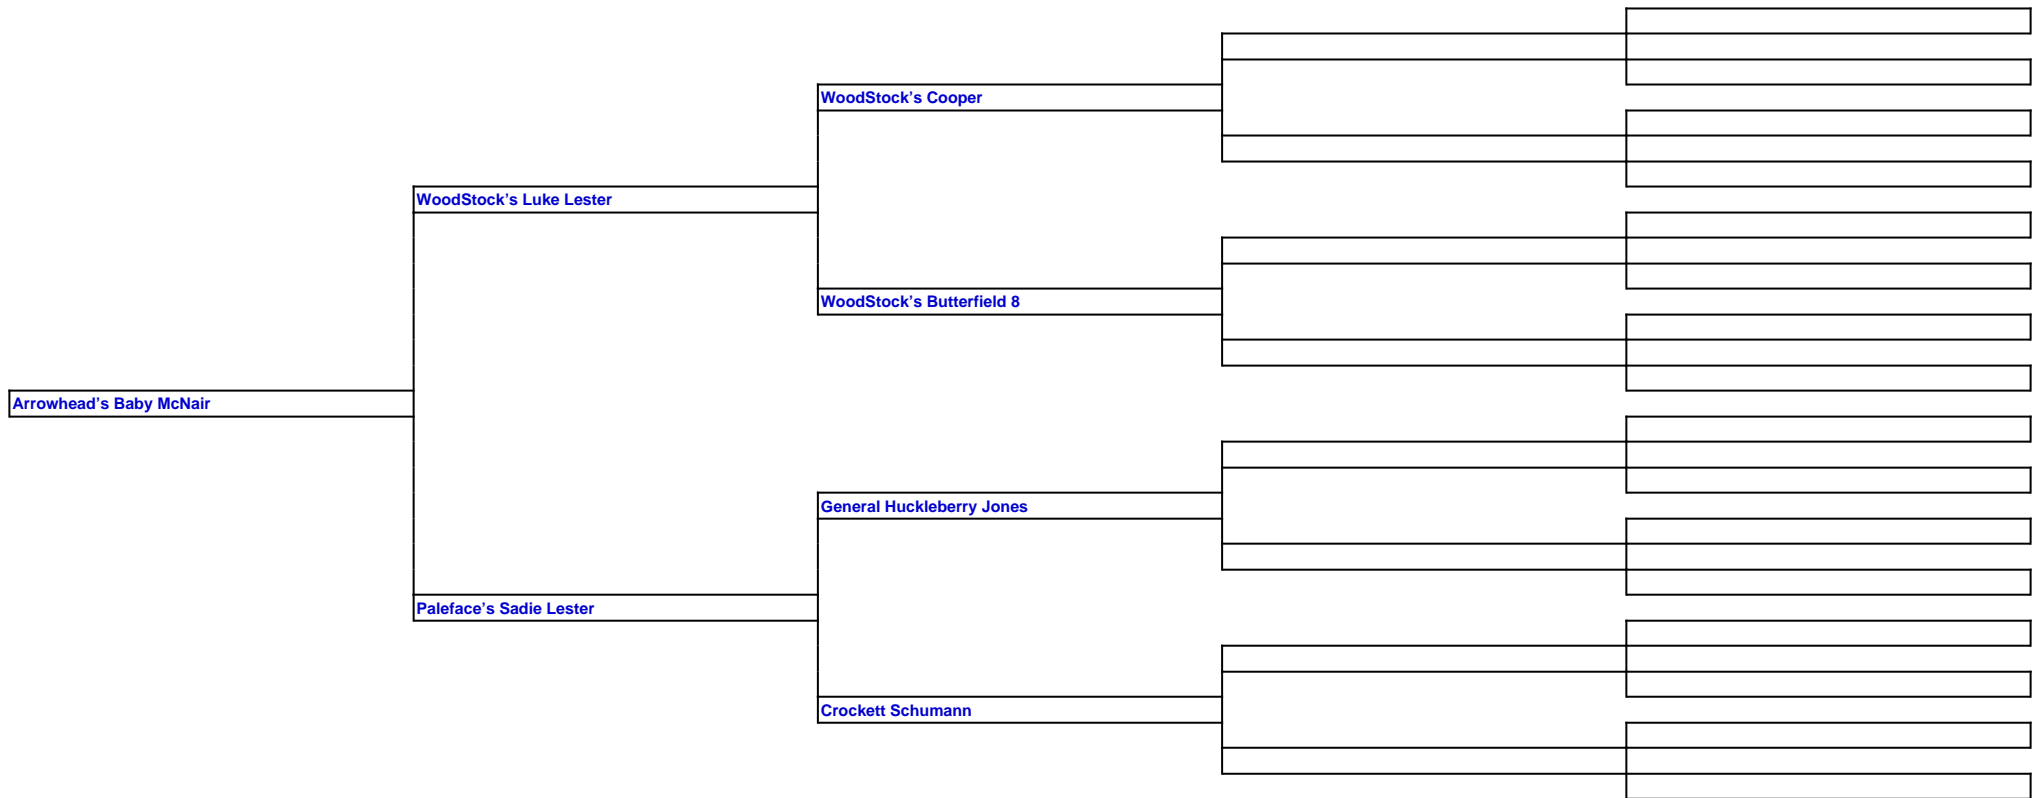 WoodStock’s Cooper
WoodStock’s Luke Lester
WoodStock’s Butterfield 8
Arrowhead’s Baby McNair
General Huckleberry Jones
Paleface’s Sadie Lester
Crockett Schumann